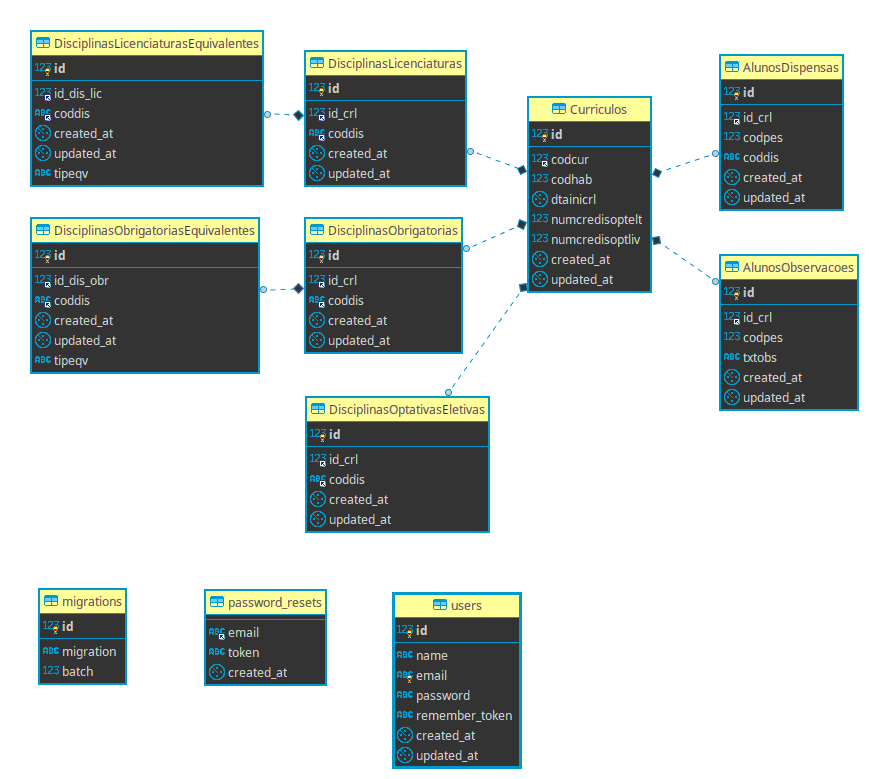 DisciplinasLicenciaturasEquivalentes
123 id
123 id_dis_lic
ABC coddis
created_at
updated_at
ABC tipeqv
DisciplinasLicenciaturas
123 id
123 id_crl
ABC coddis
created_at
updated_at
Curriculos
123 id
123 codcur
123 codhab
dtainicrl
123 numcredisoptelt
123 numcredisoptliv
created_at
updated_at
AlunosDispensas
123 id
123 id_crl
123 codpes
ABC coddis
created_at
updated_at
DisciplinasObrigatoriasEquivalentes
123 id
123 id_dis_obr
ABC coddis
created_at
updated_at
ABC tipeqv
DisciplinasObrigatorias
123 id
123 id_crl
ABC coddis
created_at
updated_at
AlunosObservacoes
123 id
123 id_crl
123 codpes
ABC txtobs
created_at
updated_at
DisciplinasOptativasEletivas
123 id
123 id_crl
ABC coddis
created_at
updated_at
migrations
123 id
ABC migration
123 batch
password_resets
ABC email
ABC token
created_at
users
123 id
ABC name
ABC email
ABC password
ABC remember_token
created_at
updated_at